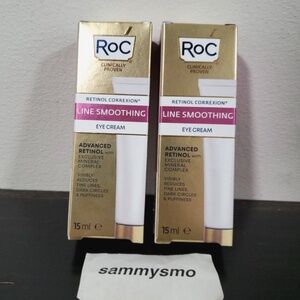 RoC
CLINICALLY
PROVEN
RETINOL CORREXION®
LINE SMOOTHING
EYE CREAM
ADVANCED
RETINOL with
EXCLUSIVE
MINERAL
COMPLEX
VISIBLY
REDUCES
FINE LINES,
DARK CIRCLES
& PUFFINESS
15 ml ℮
RoC
CLINICALLY
PROVEN
RETINOL CORREXION®
LINE SMOOTHING
EYE CREAM
ADVANCED
RETINOL with
EXCLUSIVE
MINERAL
COMPLEX
VISIBLY
REDUCES
FINE LINES,
DARK CIRCLES
& PUFFINESS
15 ml ℮
sammysmo